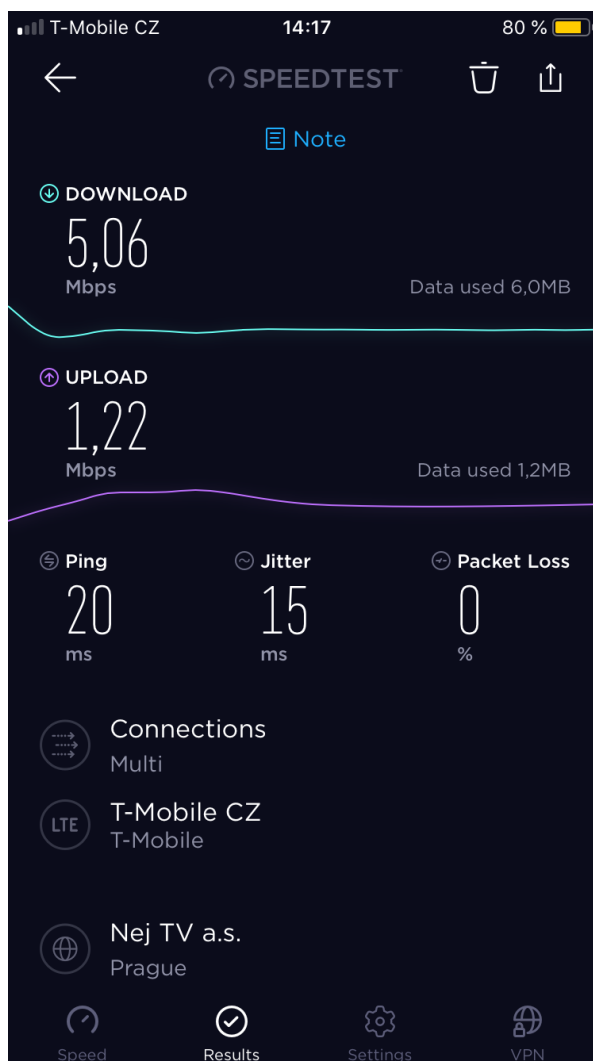 T-Mobile CZ 14:17 80 %
SPEEDTEST
Note
DOWNLOAD
5,06
Mbps Data used 6,0MB
UPLOAD
1,22
Mbps Data used 1,2MB
Ping Jitter Packet Loss
20 15 0
ms ms %
Connections
Multi
LTE T-Mobile CZ
T-Mobile
Nej TV a.s.
Prague
Speed Results Settings VPN